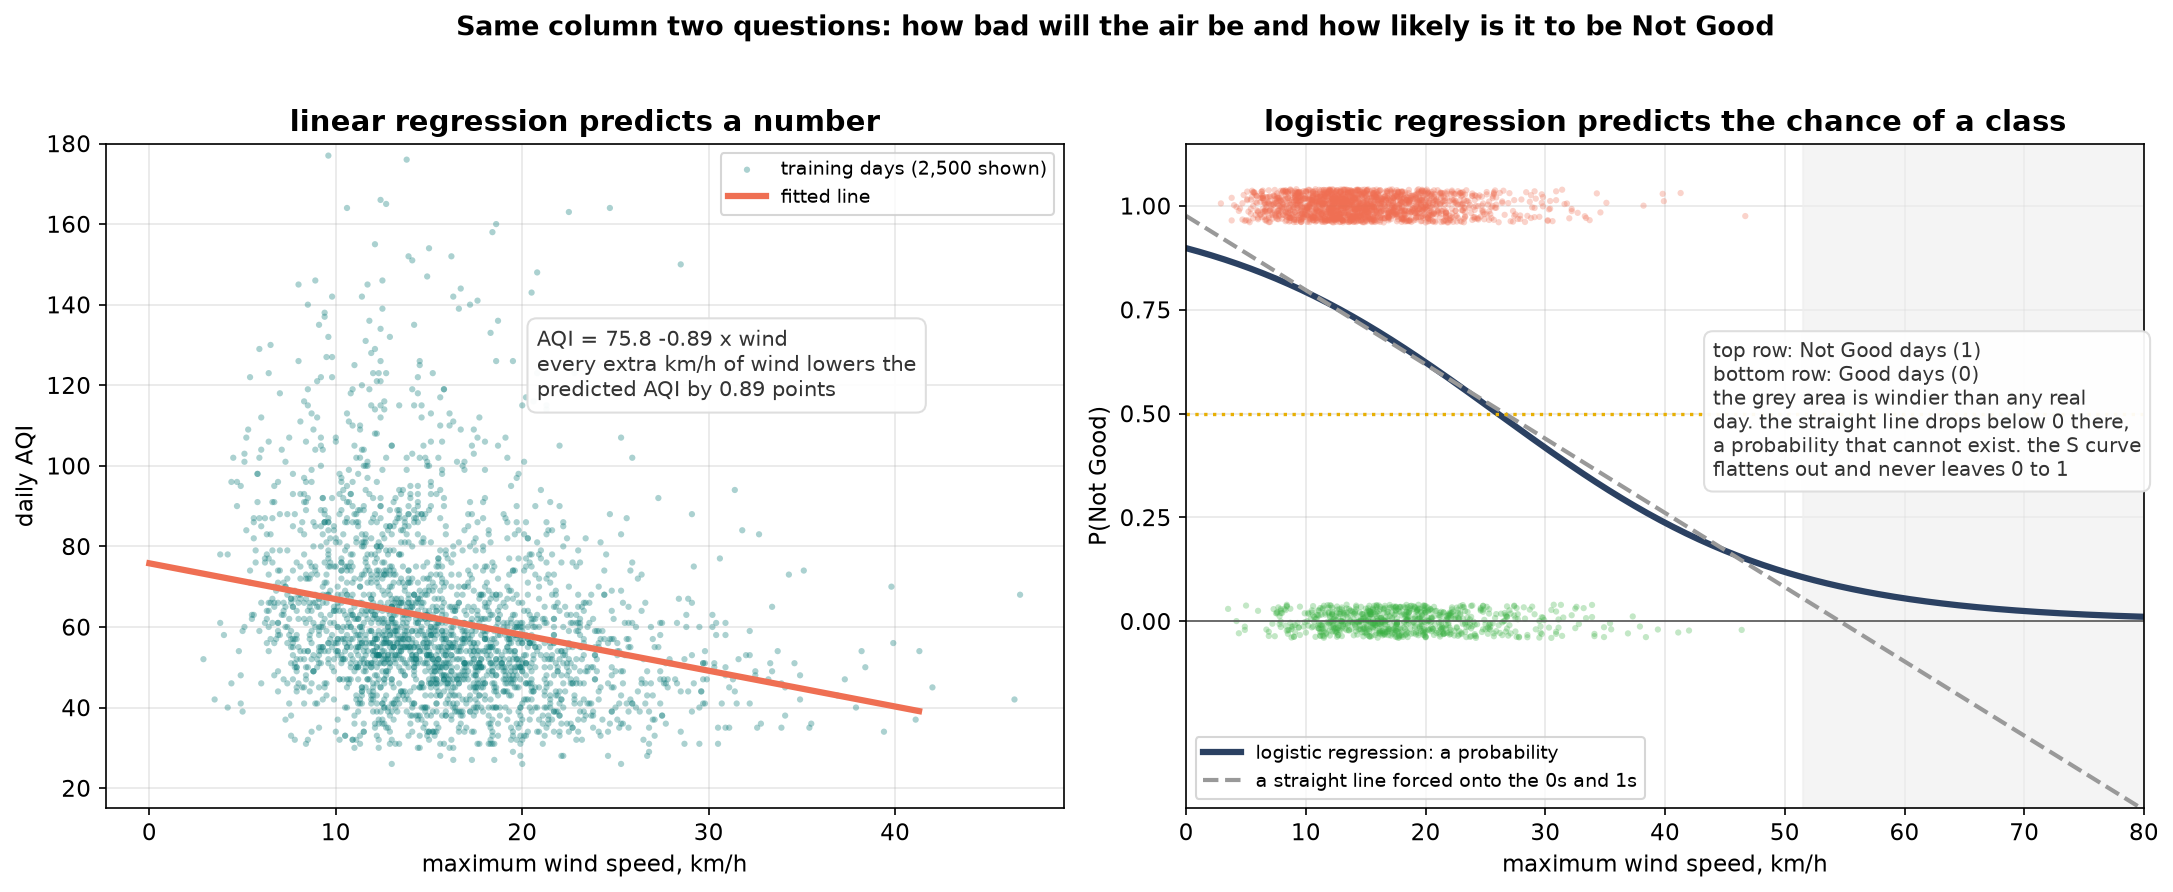 Same column two questions: how bad will the air be and how likely is it to be Not Good
linear regression predicts a number
180
160
140
120
100
80
60
40
20
daily AQI
training days (2,500 shown)
fitted line
AQI = 75.8 -0.89 x wind
every extra km/h of wind lowers the
predicted AQI by 0.89 points
0
10
20
30
40
maximum wind speed, km/h
logistic regression predicts the chance of a class
1.00
0.75
0.50
0.25
0.00
P(Not Good)
top row: Not Good days (1)
bottom row: Good days (0)
the grey area is windier than any real
day. the straight line drops below 0 there,
a probability that cannot exist. the S curve
flattens out and never leaves 0 to 1
logistic regression: a probability
a straight line forced onto the 0s and 1s
0
10
20
30
40
50
60
70
80
maximum wind speed, km/h